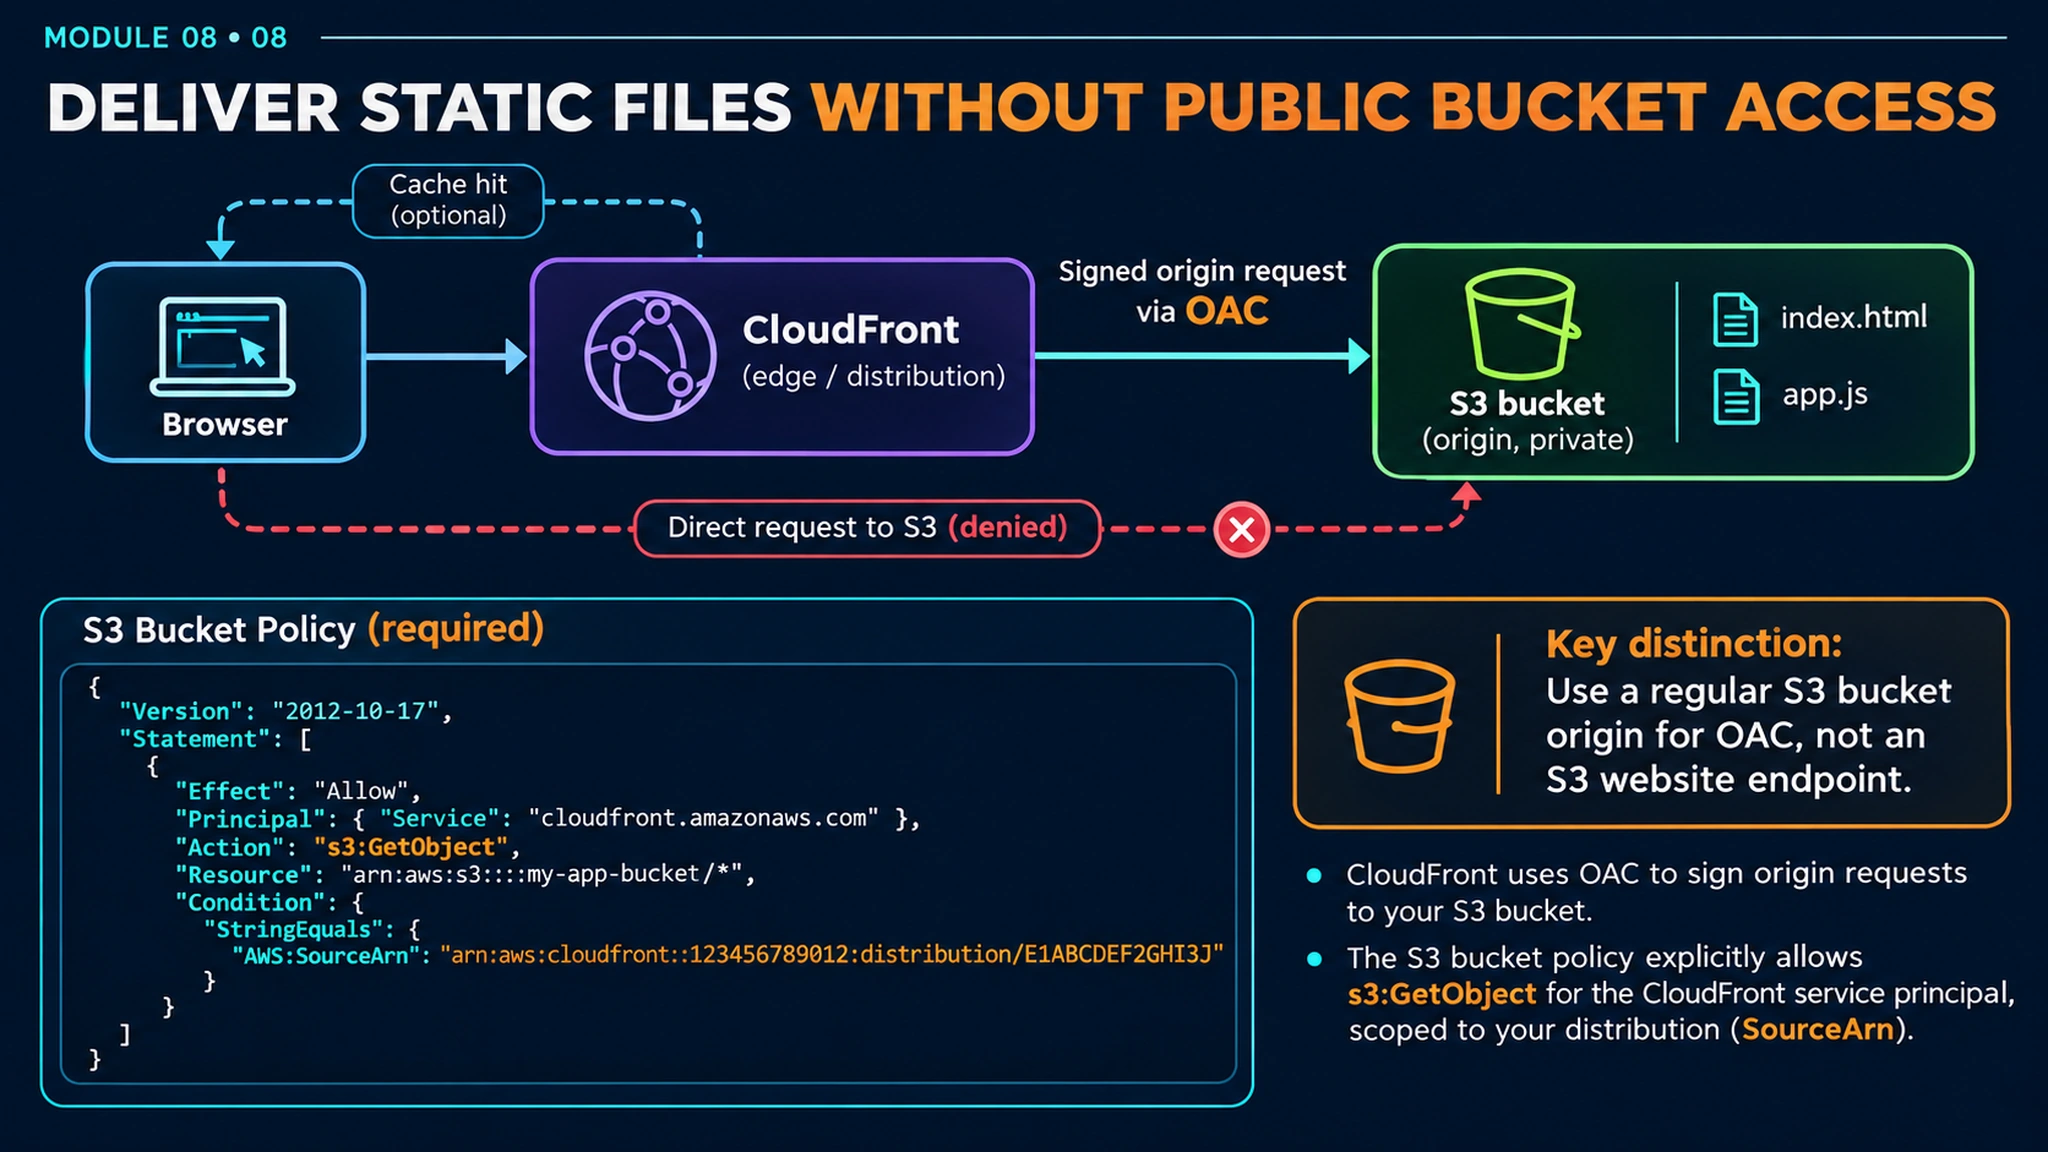 MODULE 08 • 08
DELIVER STATIC FILES WITHOUT PUBLIC BUCKET ACCESS
Cache hit
(optional)
Browser
CloudFront
(edge / distribution)
Signed origin request
via OAC
S3 bucket
(origin, private)
index.html
app.js
Direct request to S3 (denied)
S3 Bucket Policy (required)
{
"Version": "2012-10-17",
"Statement": [
{
"Effect": "Allow",
"Principal": { "Service": "cloudfront.amazonaws.com" },
"Action": "s3:GetObject",
"Resource": "arn:aws:s3::::my-app-bucket/*",
"Condition": {
"StringEquals": {
"AWS:SourceArn": "arn:aws:cloudfront::123456789012:distribution/E1ABCDEF2GHI3J"
}
}
]
}
Key distinction:
Use a regular S3 bucket
origin for OAC, not an
S3 website endpoint.
• CloudFront uses OAC to sign origin requests
to your S3 bucket.
• The S3 bucket policy explicitly allows
s3:GetObject for the CloudFront service principal,
scoped to your distribution (SourceArn).